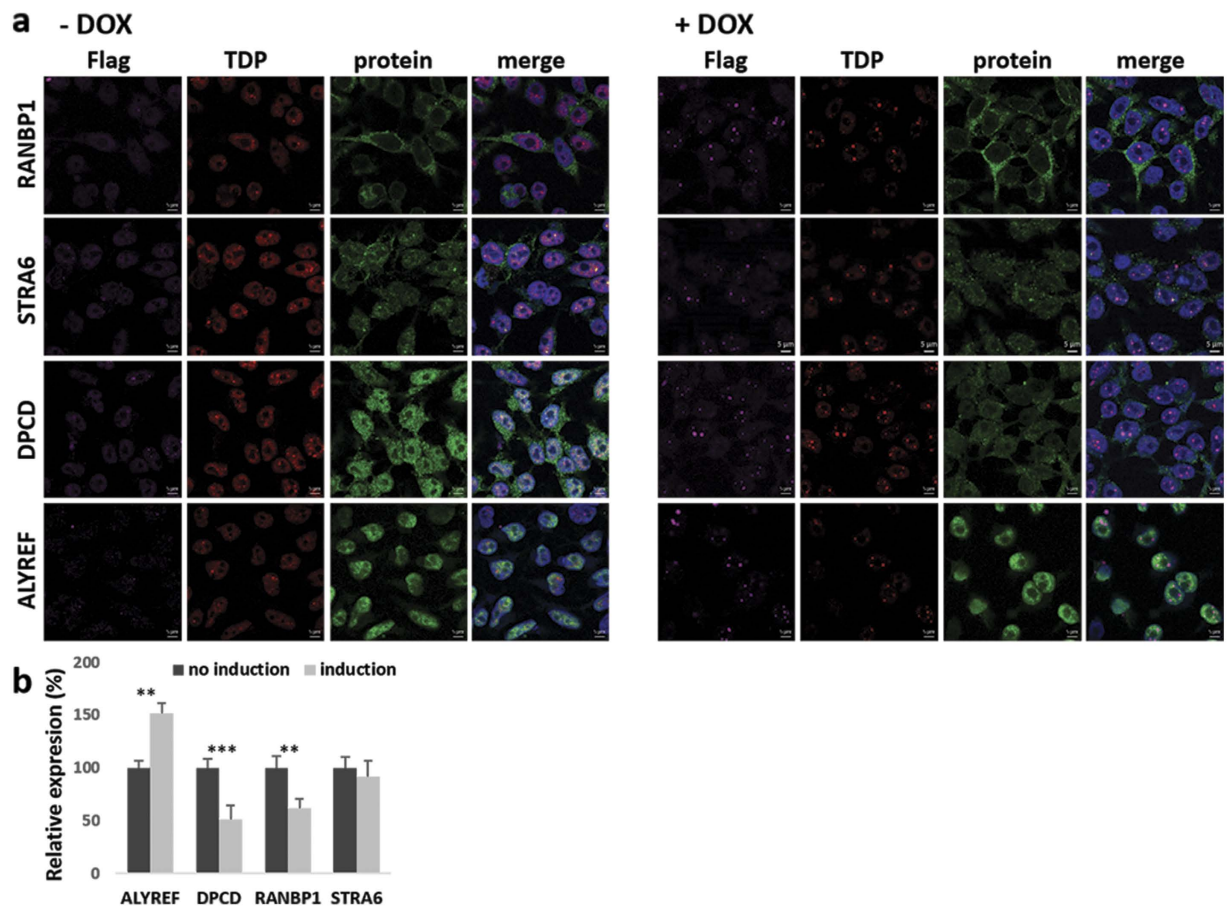 a - DOX + DOX
Flag TDP protein merge Flag TDP protein merge
RANBP1
STRA6
5 µm 5 µm 5 µm 5 µm
DPCD
ALYREF
b
200
150
100
50
0
Relative expresion (%)
no induction induction
**
***
**
ALYREF DPCD RANBP1 STRA6